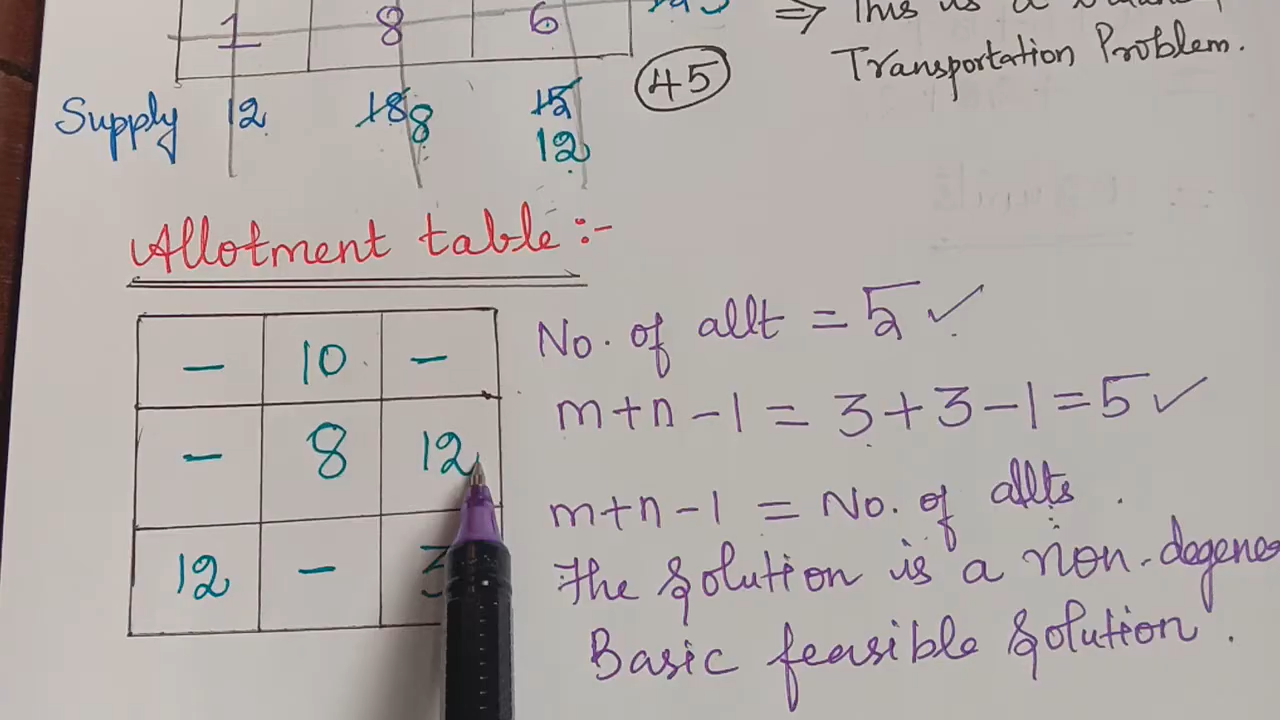 1 8 6
⇒ This is a
45
Transportation Problem.
Supply 12 18 8 15
12
Allotment table :-
- 10 -
- 8 12
12 - 3
No. of allt = 5 ✓
m+n-1 = 3+3-1 = 5 ✓
m+n-1 = No. of allts .
The solution is a non-degene
Basic feasible solution .